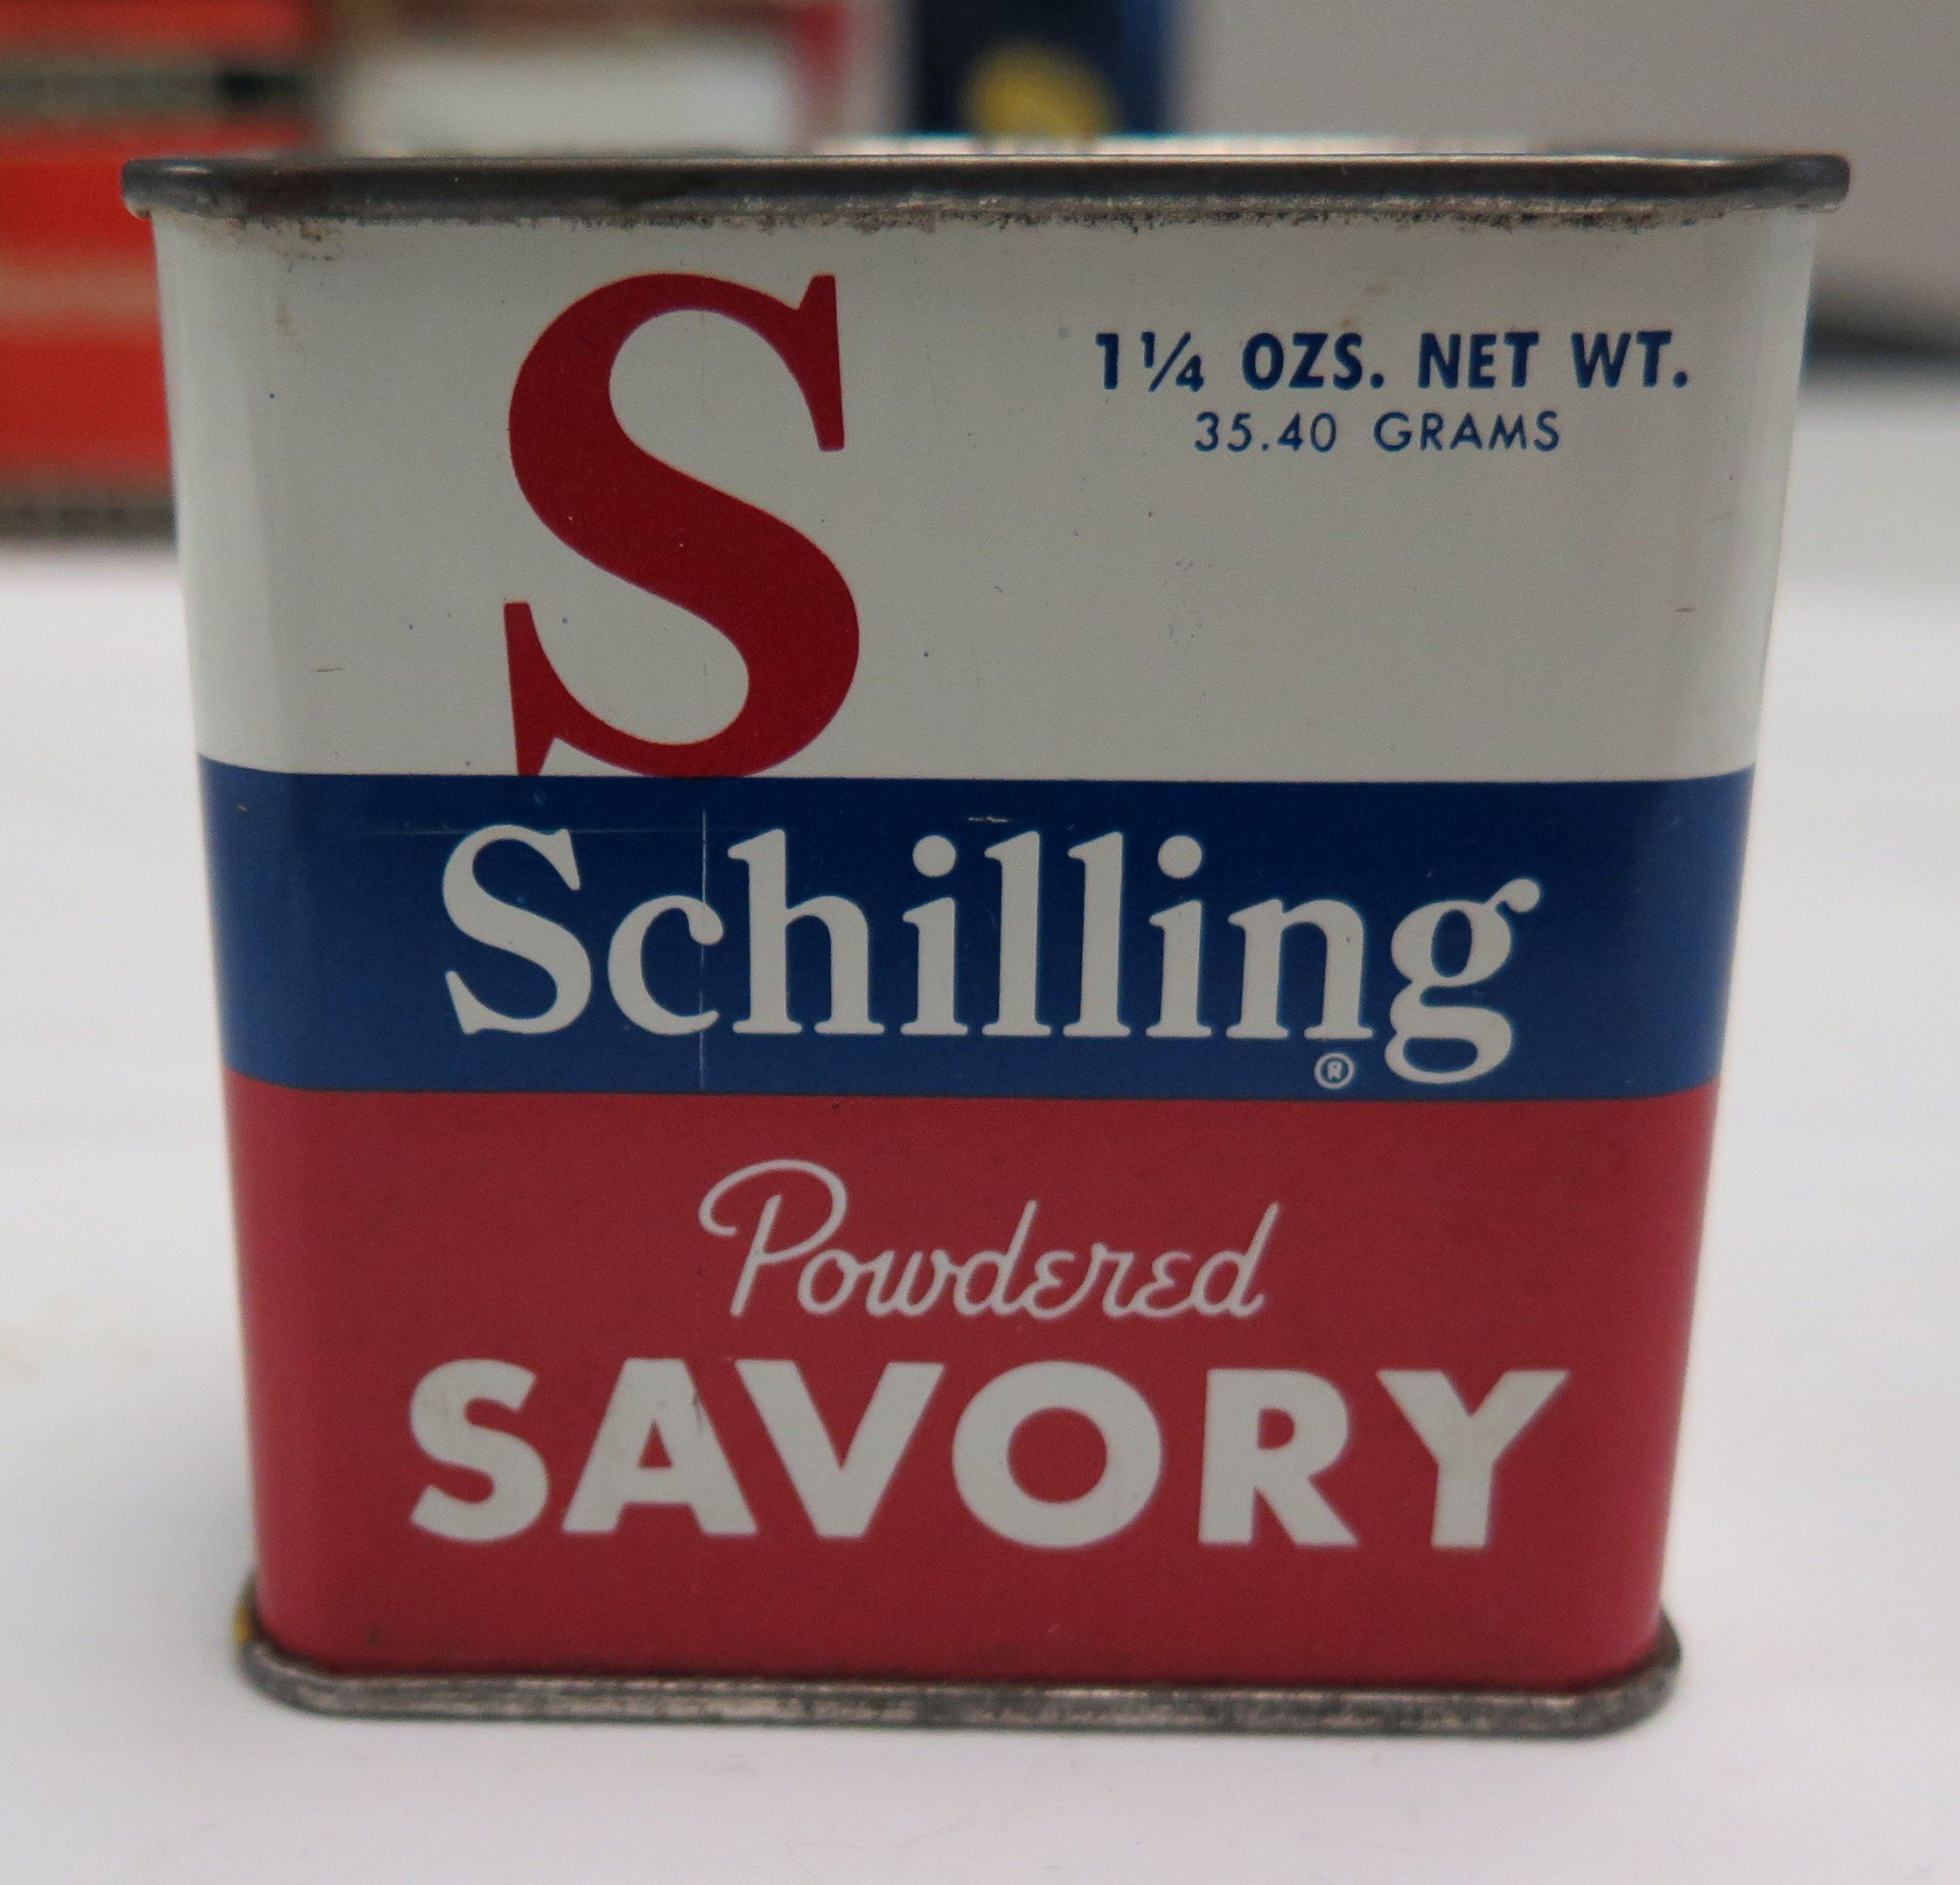 S
1¼ OZS. NET WT.
35.40 GRAMS
Schilling
®
Powdered
SAVORY